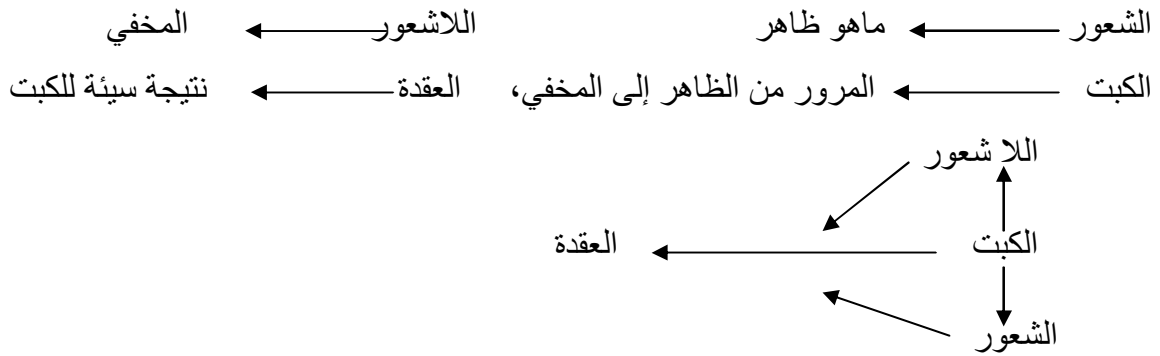 الشعور ماهو ظاهر اللاشعور المخفي
الكبت المرور من الظاهر إلى المخفي، العقدة نتيجة سيئة للكبت
اللا شعور
الكبت العقدة
الشعور